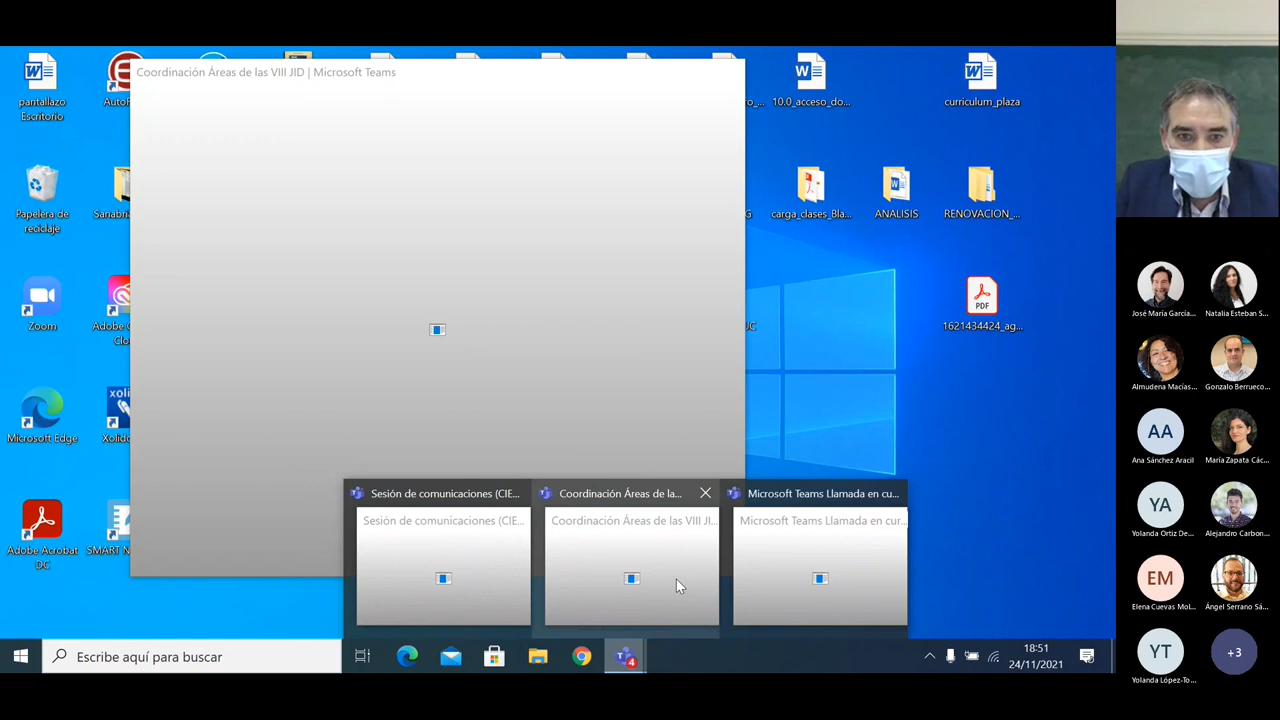 Coordinación Áreas de las VIII JID | Microsoft Teams
pantallazo
Escritorio
10.0_acceso_do...
curriculum_plaza
Papelera de
reciclaje
carga_clases_Bla...
ANALISIS
RENOVACION_...
Zoom
PDF
1621434424_ag...
Microsoft Edge
Adobe Acrobat
DC
Sesión de comunicaciones (CIE...
Coordinación Áreas de la...
Microsoft Teams Llamada en cu...
Sesión de comunicaciones (CIE...
Coordinación Áreas de las VIII JI...
Microsoft Teams Llamada en cur...
Escribe aquí para buscar
4
18:51
24/11/2021
José María García...
Natalia Esteban S...
Almudena Macías...
Gonzalo Berrueco...
AA
Ana Sánchez Aracil
María Zapata Các...
YA
Yolanda Ortiz De...
Alejandro Carbon...
EM
Elena Cuevas Mol...
Ángel Serrano Sá...
YT
Yolanda López-To...
+3